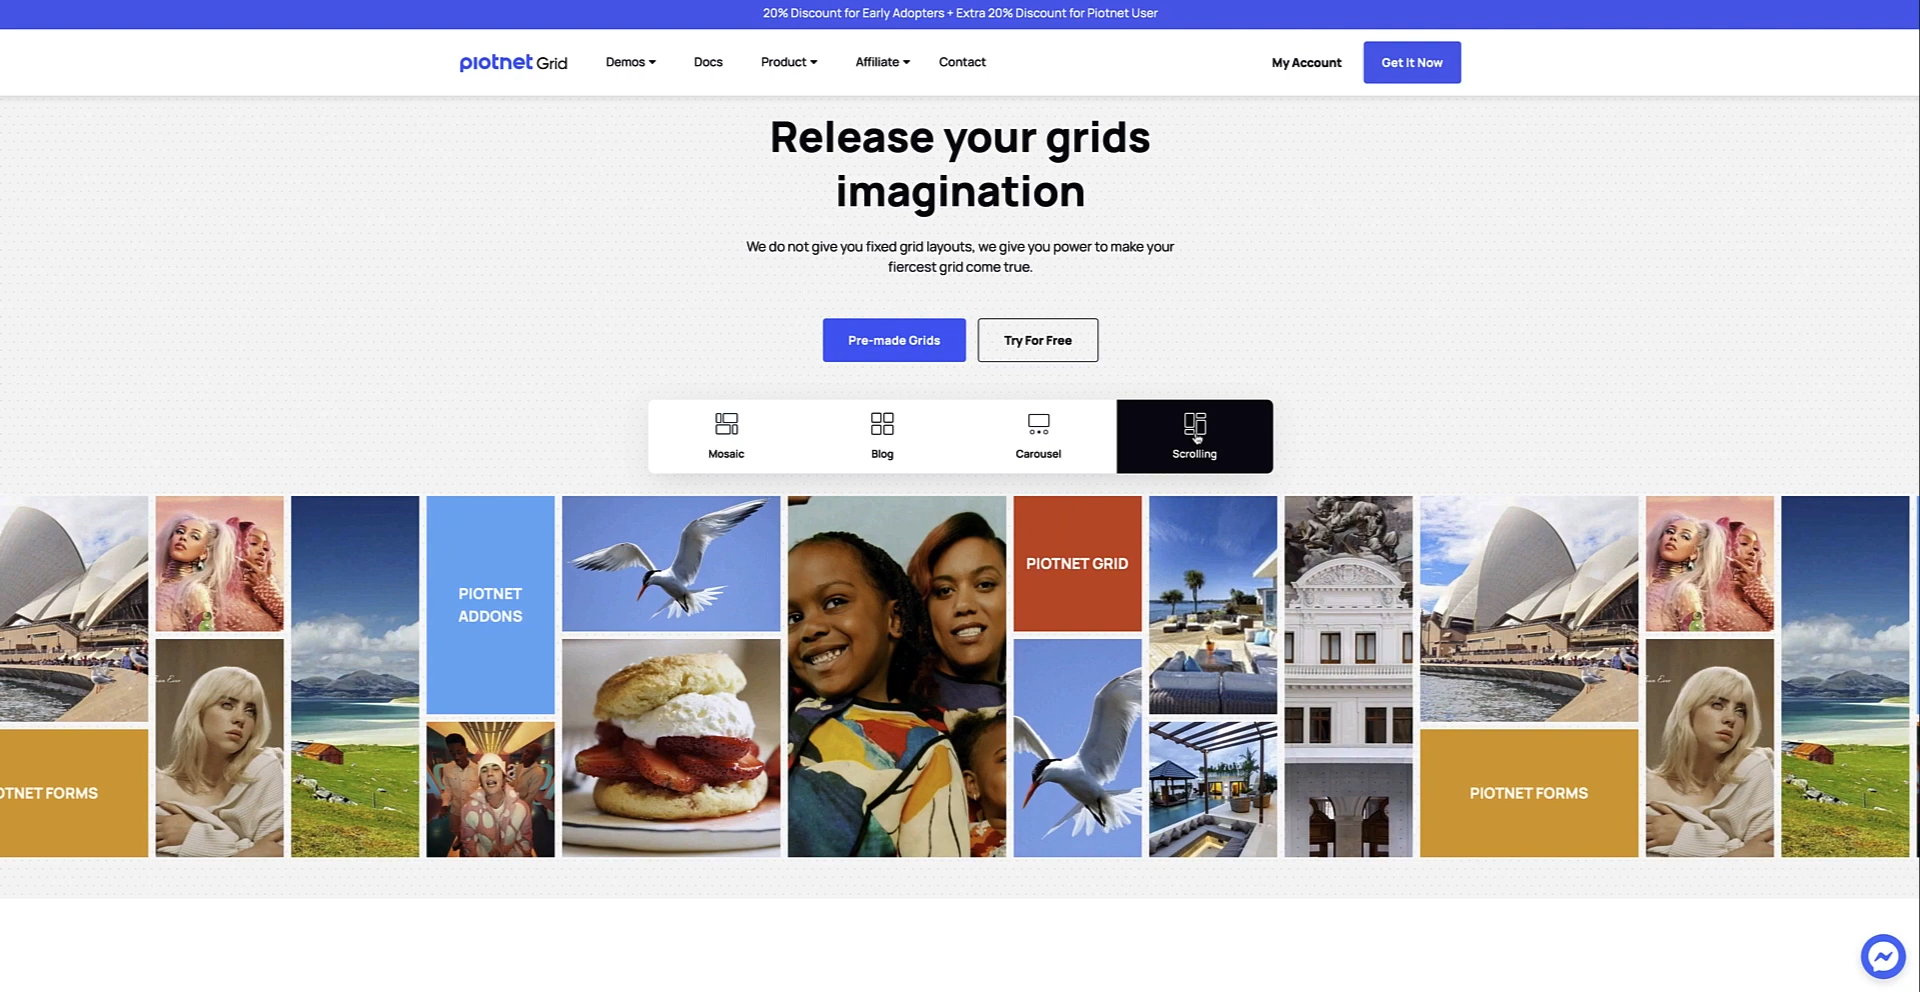 20% Discount for Early Adopters + Extra 20% Discount for Piotnet User
piotnet Grid
Demos
Docs
Product
Affiliate
Contact
My Account
Get It Now
Release your grids
imagination
We do not give you fixed grid layouts, we give you power to make your
fiercest grid come true.
Pre-made Grids
Try For Free
Mosaic
Blog
Carousel
Scrolling
PIOTNET
ADDONS
PIOTNET GRID
OTNET FORMS
PIOTNET FORMS